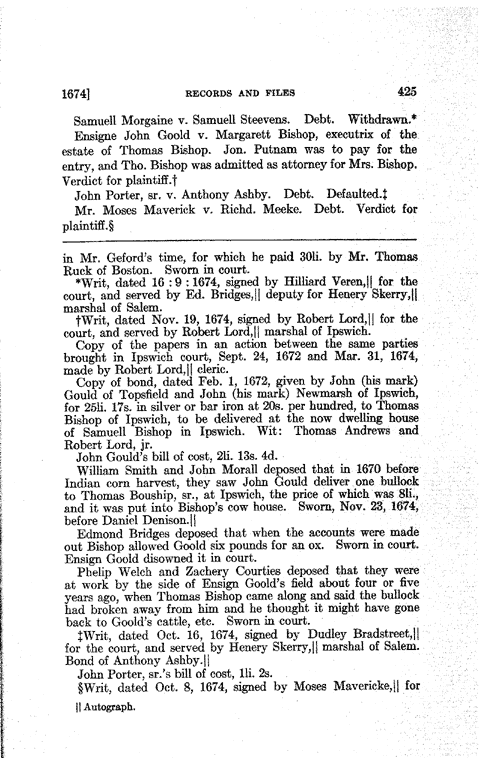 1674] RECORDS AND FILES 425
Samuell Morgaine v. Samuell Steevens. Debt. Withdrawn.*
Ensigne John Goold v. Margarett Bishop, executrix of the
estate of Thomas Bishop. Jon. Putnam was to pay for the
entry, and Tho. Bishop was admitted as attorney for Mrs. Bishop.
Verdict for plaintiff.†
John Porter, sr. v. Anthony Ashby. Debt. Defaulted.‡
Mr. Moses Maverick v. Richd. Meeke. Debt. Verdict for
plaintiff.§
in Mr. Geford's time, for which he paid 30li. by Mr. Thomas
Ruck of Boston. Sworn in court.
*Writ, dated 16 : 9 : 1674, signed by Hilliard Veren,|| for the
court, and served by Ed. Bridges,|| deputy for Henery Skerry,||
marshal of Salem.
†Writ, dated Nov. 19, 1674, signed by Robert Lord,|| for the
court, and served by Robert Lord,|| marshal of Ipswich.
Copy of the papers in an action between the same parties
brought in Ipswich court, Sept. 24, 1672 and Mar. 31, 1674,
made by Robert Lord,|| cleric.
Copy of bond, dated Feb. 1, 1672, given by John (his mark)
Gould of Topsfield and John (his mark) Newmarsh of Ipswich,
for 25li. 17s. in silver or bar iron at 20s. per hundred, to Thomas
Bishop of Ipswich, to be delivered at the now dwelling house
of Samuell Bishop in Ipswich. Wit: Thomas Andrews and
Robert Lord, jr.
John Gould's bill of cost, 2li. 13s. 4d.
William Smith and John Morall deposed that in 1670 before
Indian corn harvest, they saw John Gould deliver one bullock
to Thomas Bouship, sr., at Ipswich, the price of which was 8li.,
and it was put into Bishop's cow house. Sworn, Nov. 23, 1674,
before Daniel Denison.||
Edmond Bridges deposed that when the accounts were made
out Bishop allowed Goold six pounds for an ox. Sworn in court.
Ensign Goold disowned it in court.
Phelip Welch and Zachery Courties deposed that they were
at work by the side of Ensign Goold's field about four or five
years ago, when Thomas Bishop came along and said the bullock
had broken away from him and he thought it might have gone
back to Goold's cattle, etc. Sworn in court.
‡Writ, dated Oct. 16, 1674, signed by Dudley Bradstreet,||
for the court, and served by Henery Skerry,|| marshal of Salem.
Bond of Anthony Ashby.||
John Porter, sr.'s bill of cost, 1li. 2s.
§Writ, dated Oct. 8, 1674, signed by Moses Mavericke,|| for
|| Autograph.